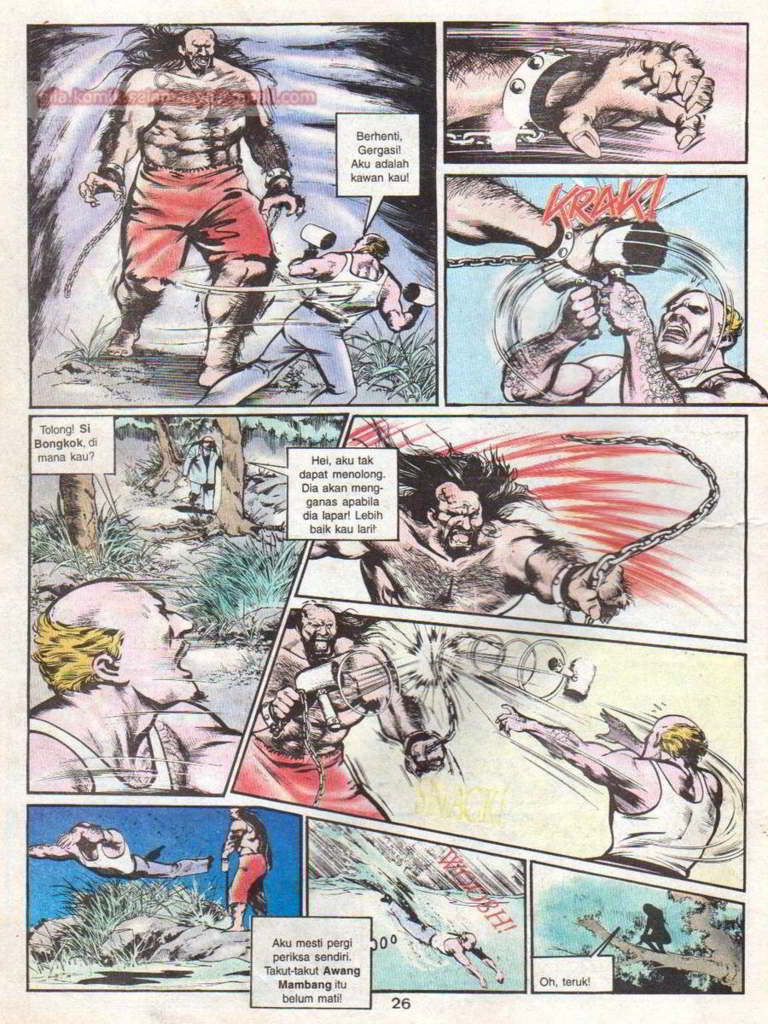 Berhenti,
Gergasi!
Aku adalah
kawan kau!
KRAK!
Tolong! Si
Bongkok, di
mana kau?
Hei, aku tak
dapat menolong.
Dia akan meng-
ganas apabila
dia lapar! Lebih
baik kau lari!
WHOOSH!
Aku mesti pergi
periksa sendiri.
Takut-takut Awang
Mambang itu
belum mati!
Oh, teruk!
26